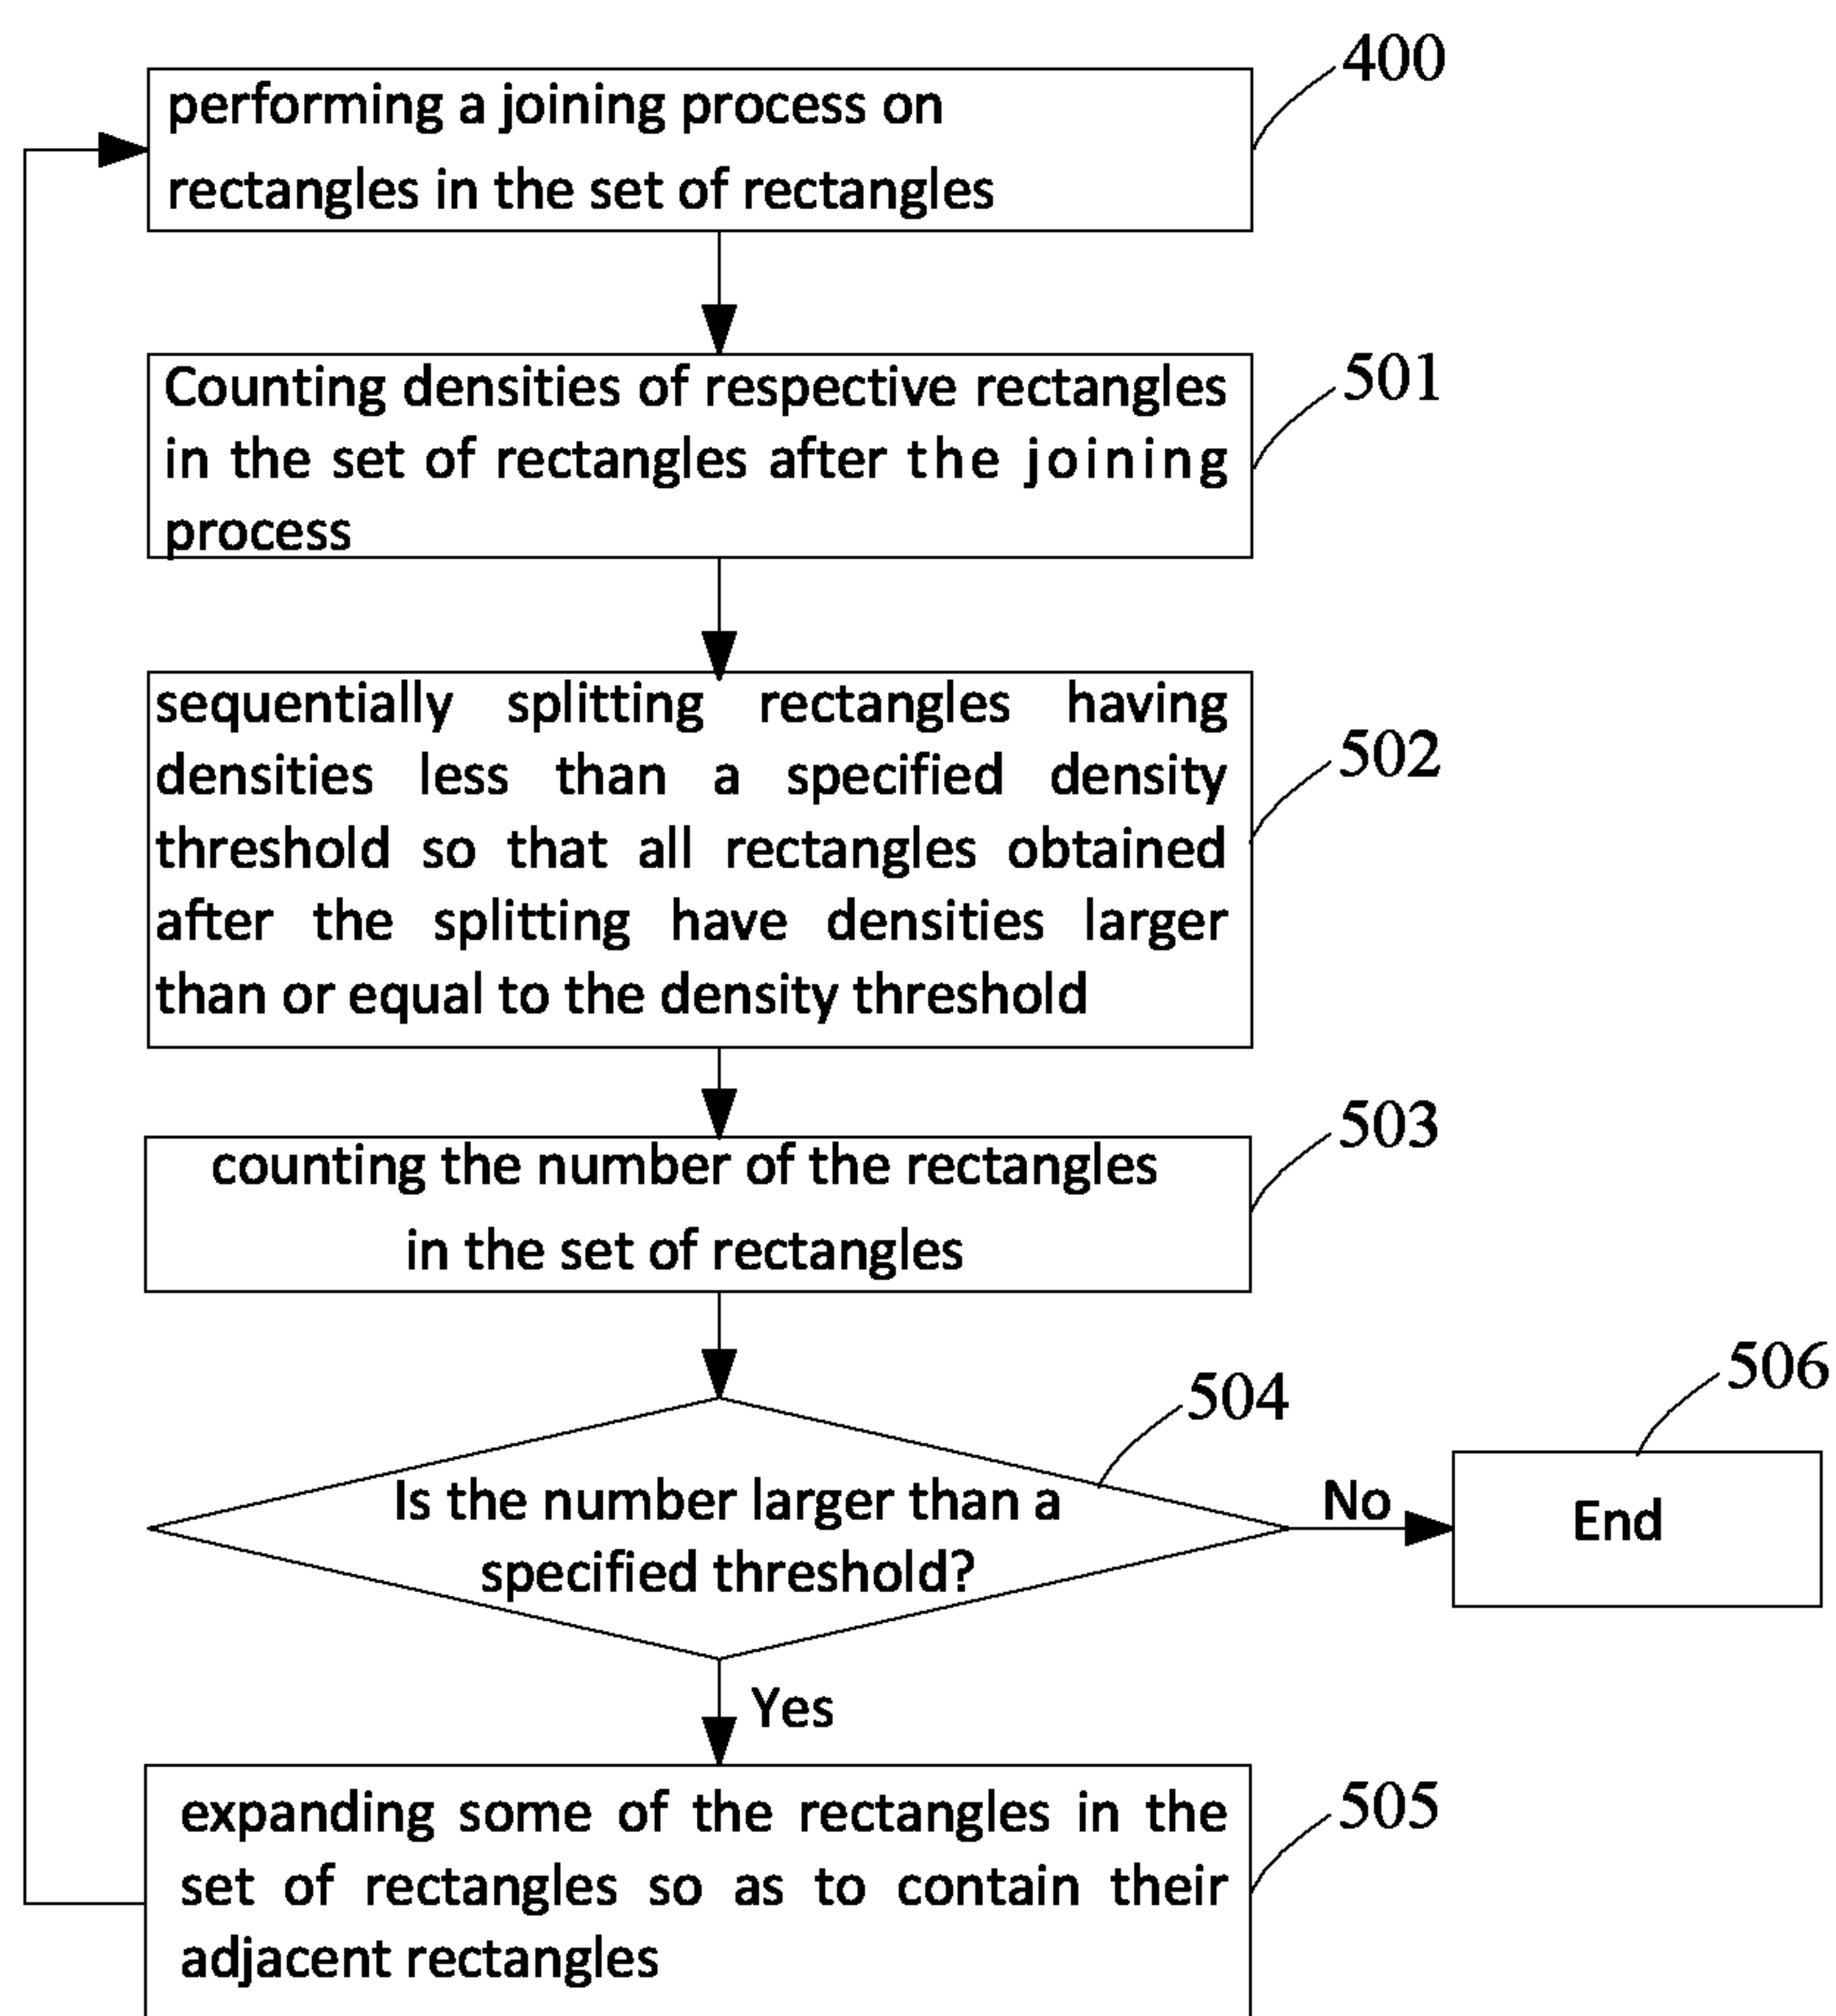 400
performing a joining process on
rectangles in the set of rectangles
501
Counting densities of respective rectangles
in the set of rectangles after the joining
process
502
sequentially splitting rectangles having
densities less than a specified density
threshold so that all rectangles obtained
after the splitting have densities larger
than or equal to the density threshold
503
counting the number of the rectangles
in the set of rectangles
504
506
Is the number larger than a
specified threshold?
No
End
Yes
505
expanding some of the rectangles in the
set of rectangles so as to contain their
adjacent rectangles